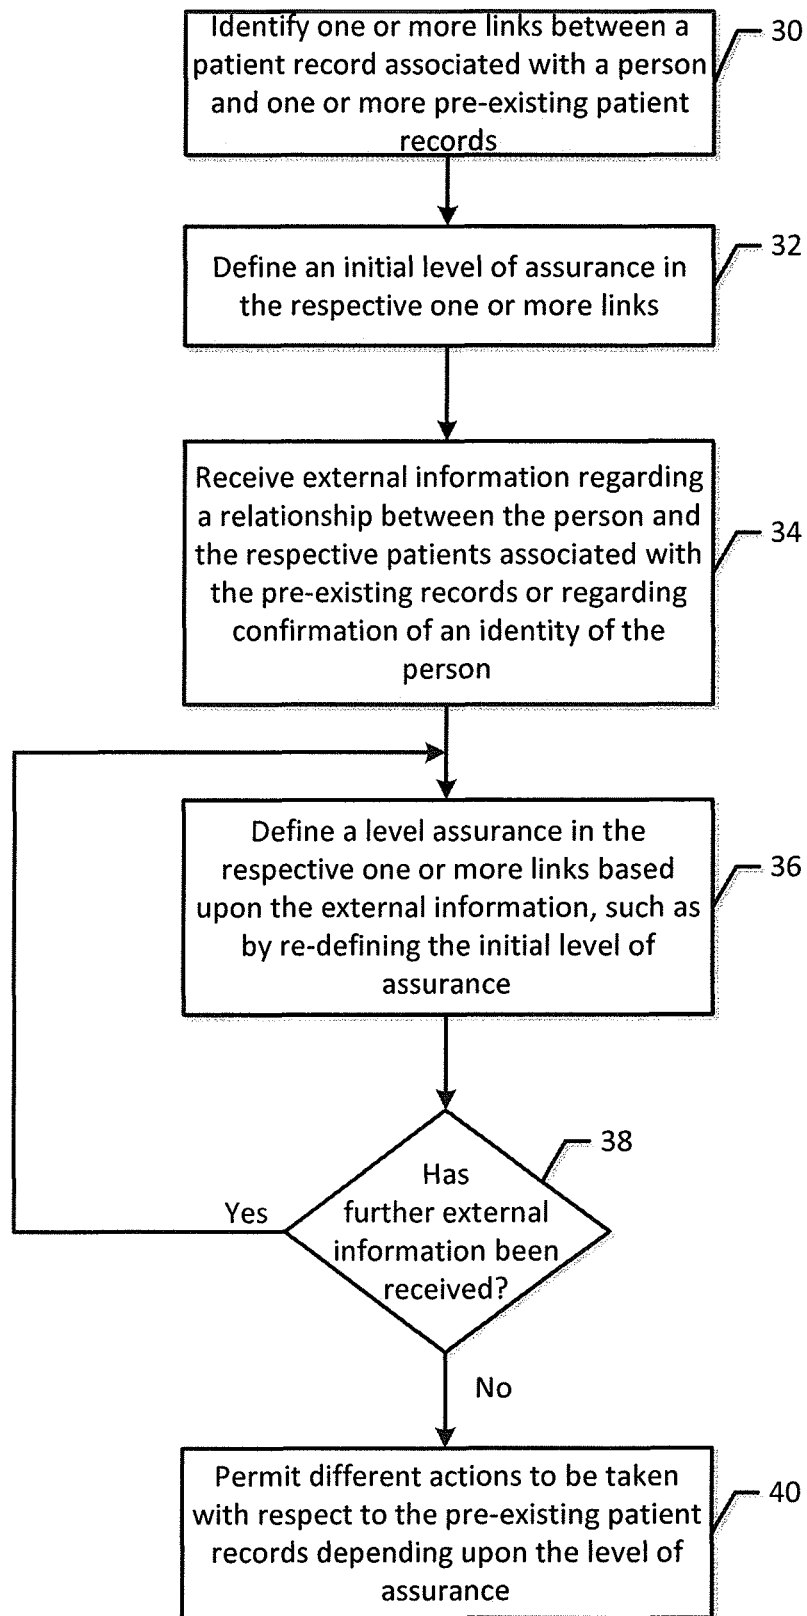 Identify one or more links between a
patient record associated with a person
and one or more pre-existing patient
records
30
Define an initial level of assurance in
the respective one or more links
32
Receive external information regarding
a relationship between the person and
the respective patients associated with
the pre-existing records or regarding
confirmation of an identity of the
person
34
Define a level assurance in the
respective one or more links based
upon the external information, such as
by re-defining the initial level of
assurance
36
Has
further external
information been
received?
38
Yes
No
Permit different actions to be taken
with respect to the pre-existing patient
records depending upon the level of
assurance
40